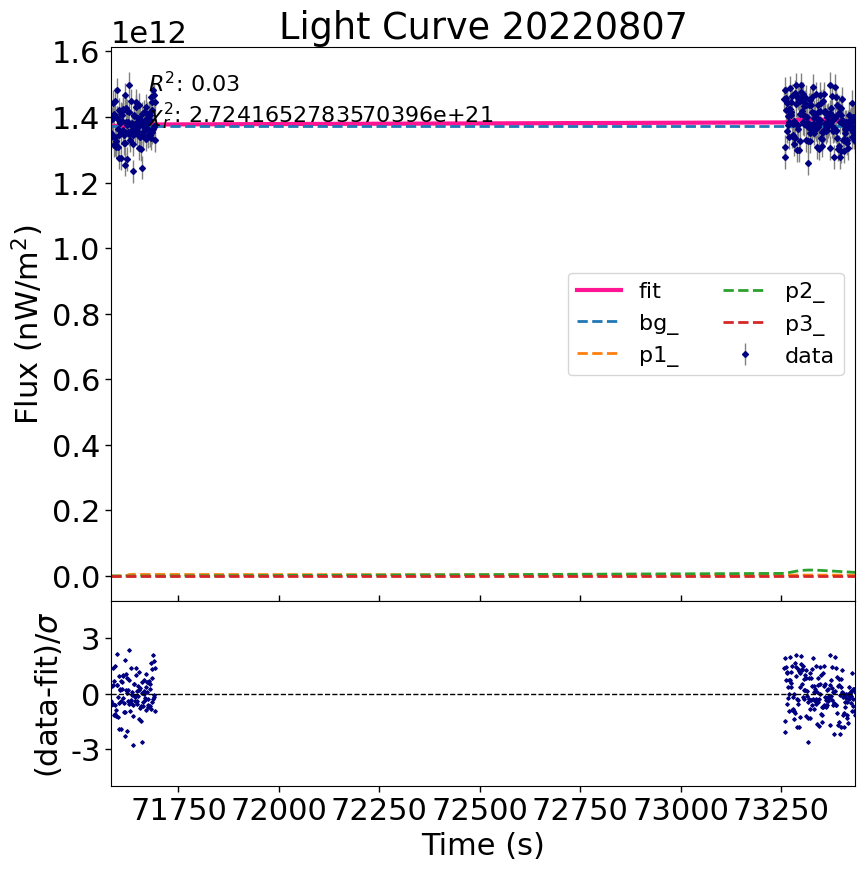 Light Curve 20220807
1e12
R²: 0.03
χ²ᵣ: 2.7241652783570396e+21
1.6
1.4
1.2
1.0
0.8
0.6
0.4
0.2
0.0
Flux (nW/m²)
fit
bg_
p1_
p2_
p3_
data
3
0
-3
(data-fit)/σ
71750 72000 72250 72500 72750 73000 73250
Time (s)